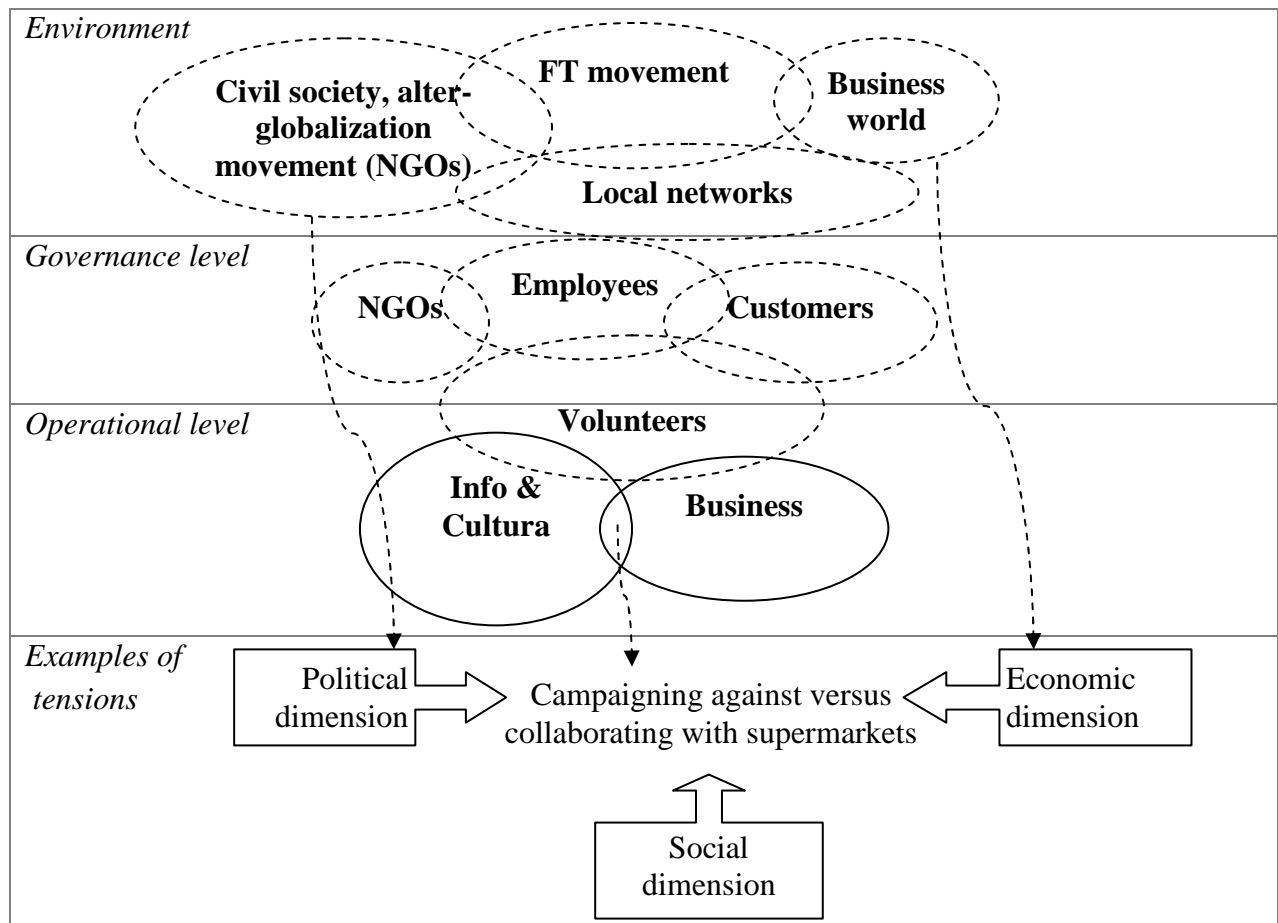 Environment
FT movement
Business
world
Civil society, alter-
globalization
movement (NGOs)
Local networks
Governance level
Employees
NGOs
Customers
Operational level
Volunteers
Info &
Cultura
Business
Examples of
tensions
Political
dimension
Campaigning against versus
collaborating with supermarkets
Economic
dimension
Social
dimension